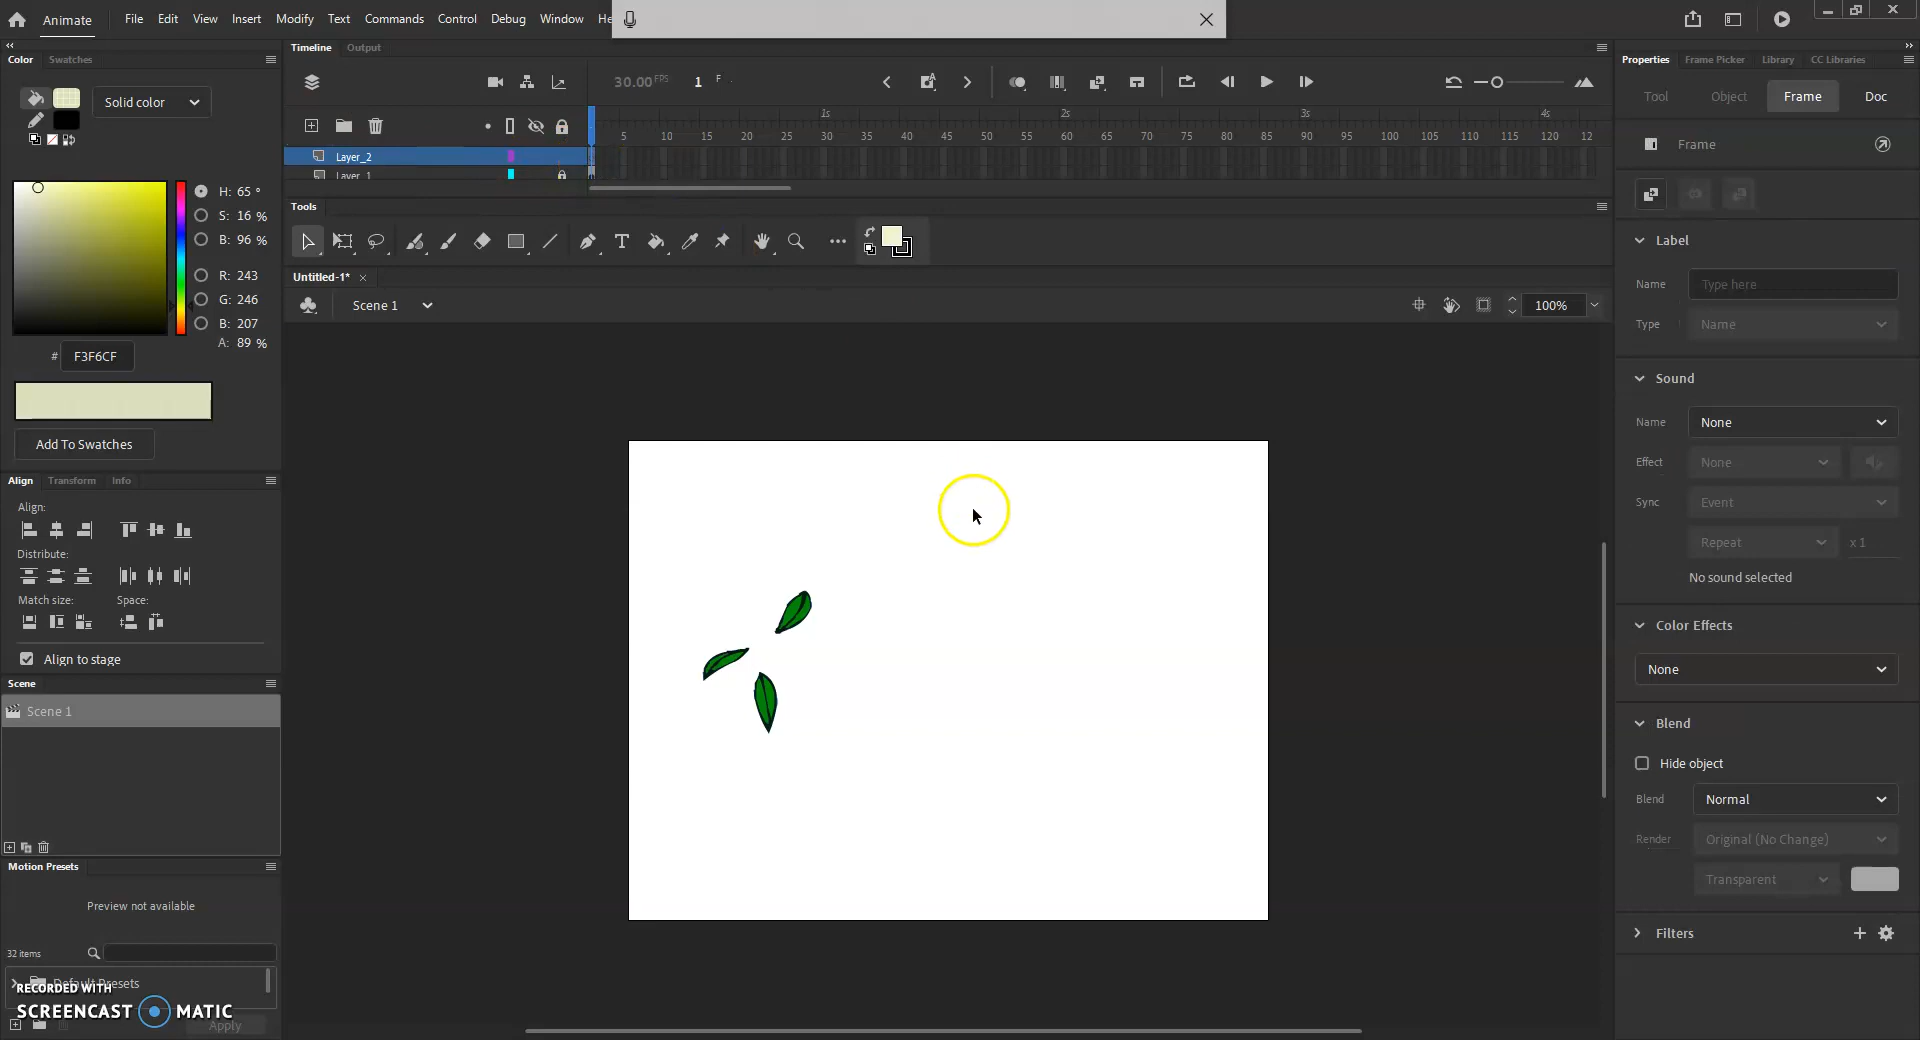 Animate File Edit View Insert Modify Text Commands Control Debug Window He
Color Swatches
Timeline Output
Properties Frame Picker Library CC Libraries
Solid color
30.00 FPS 1 F
Tool Object Frame Doc
1s 2s 3s 4s
5 10 15 20 25 30 35 40 45 50 55 60 65 70 75 80 85 90 95 100 105 110 115 120 12
Layer_2
Layer_1
Frame
H: 65 °
S: 16 %
B: 96 %
R: 243
G: 246
B: 207
A: 89 %
# F3F6CF
Add To Swatches
Tools
Untitled-1*
Scene 1
100%
Label
Name Type here
Type Name
Sound
Name None
Effect None
Sync Event
Repeat x 1
No sound selected
Color Effects
None
Blend
Hide object
Blend Normal
Render Original (No Change)
Transparent
Filters
Align Transform Info
Align:
Distribute:
Match size: Space:
Align to stage
Scene
Scene 1
Motion Presets
Preview not available
32 items
Default Presets
RECORDED WITH
SCREENCAST MATIC
Apply